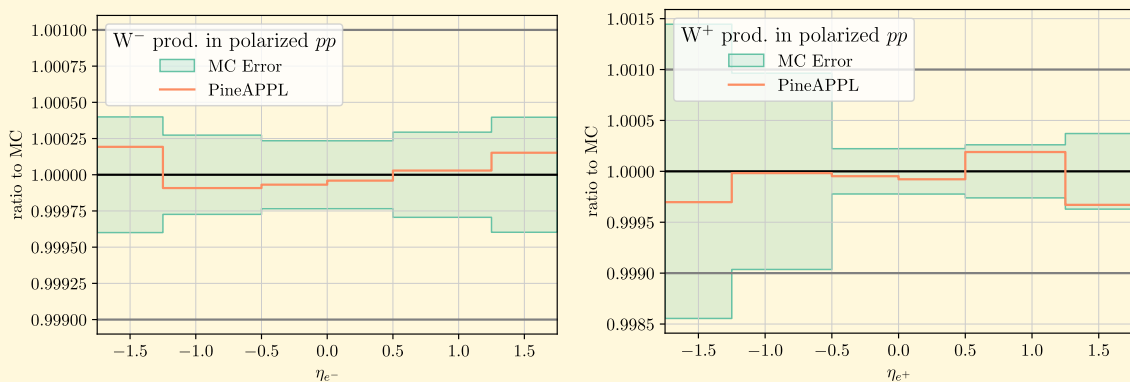 W⁻ prod. in polarized pp
MC Error
PineAPPL
1.00100
1.00075
1.00050
1.00025
1.00000
0.99975
0.99950
0.99925
0.99900
ratio to MC
−1.5 −1.0 −0.5 0.0 0.5 1.0 1.5
ηₑ₋
W⁺ prod. in polarized pp
MC Error
PineAPPL
1.0015
1.0010
1.0005
1.0000
0.9995
0.9990
0.9985
ratio to MC
−1.5 −1.0 −0.5 0.0 0.5 1.0 1.5
ηₑ₊